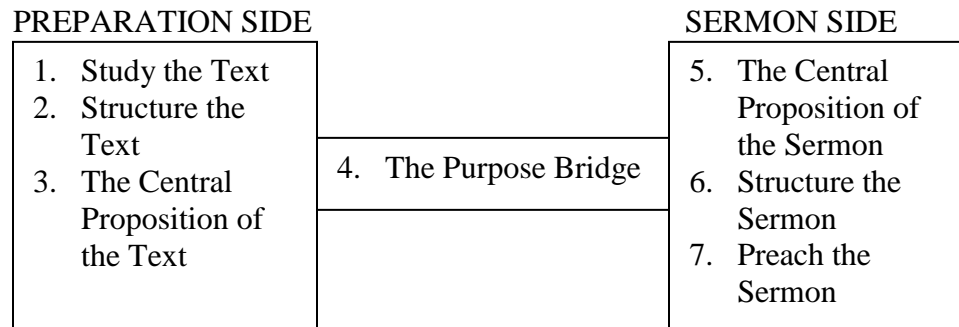 PREPARATION SIDE
1. Study the Text
2. Structure the
Text
3. The Central
Proposition of
the Text
4. The Purpose Bridge
SERMON SIDE
5. The Central
Proposition of
the Sermon
6. Structure the
Sermon
7. Preach the
Sermon